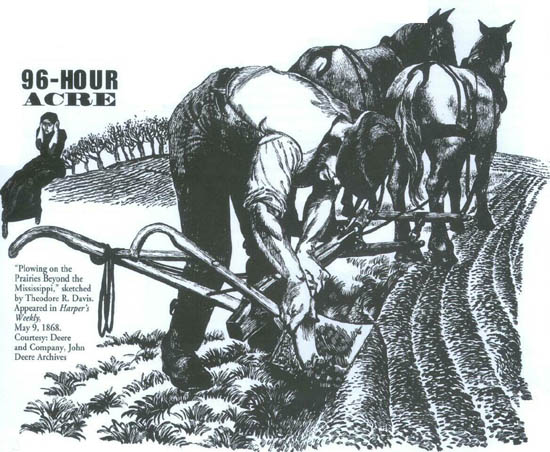 96-HOUR
ACRE
"Plowing on the
Prairies Beyond the
Mississippi," sketched
by Theodore R. Davis.
Appeared in Harper's
Weekly,
May 9, 1868.
Courtesy: Deere
and Company, John
Deere Archives